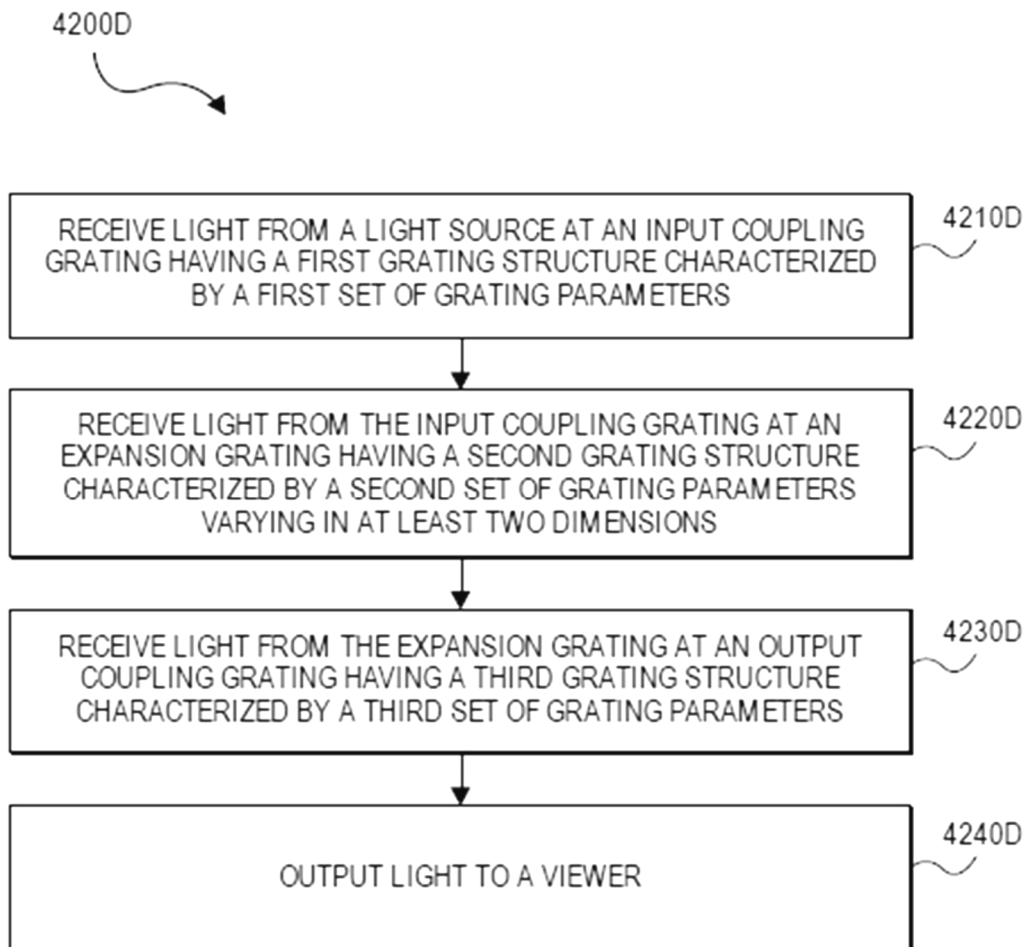 4200D
RECEIVE LIGHT FROM A LIGHT SOURCE AT AN INPUT COUPLING
GRATING HAVING A FIRST GRATING STRUCTURE CHARACTERIZED
BY A FIRST SET OF GRATING PARAMETERS
4210D
RECEIVE LIGHT FROM THE INPUT COUPLING GRATING AT AN
EXPANSION GRATING HAVING A SECOND GRATING STRUCTURE
CHARACTERIZED BY A SECOND SET OF GRATING PARAMETERS
VARYING IN AT LEAST TWO DIMENSIONS
4220D
RECEIVE LIGHT FROM THE EXPANSION GRATING AT AN OUTPUT
COUPLING GRATING HAVING A THIRD GRATING STRUCTURE
CHARACTERIZED BY A THIRD SET OF GRATING PARAMETERS
4230D
OUTPUT LIGHT TO A VIEWER
4240D